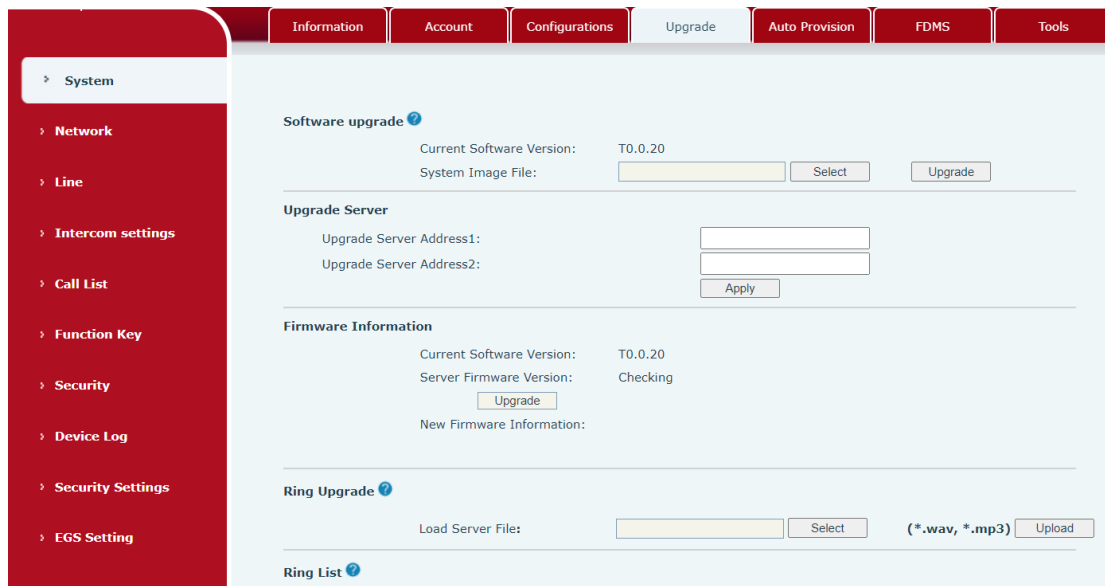 Information Account Configurations Upgrade Auto Provision FDMS Tools
System
Network
Line
Intercom settings
Call List
Function Key
Security
Device Log
Security Settings
EGS Setting
Software upgrade ?
Current Software Version: T0.0.20
System Image File: Select Upgrade
Upgrade Server
Upgrade Server Address1:
Upgrade Server Address2:
Apply
Firmware Information
Current Software Version: T0.0.20
Server Firmware Version: Checking
Upgrade
New Firmware Information:
Ring Upgrade ?
Load Server File: Select (*.wav, *.mp3) Upload
Ring List ?